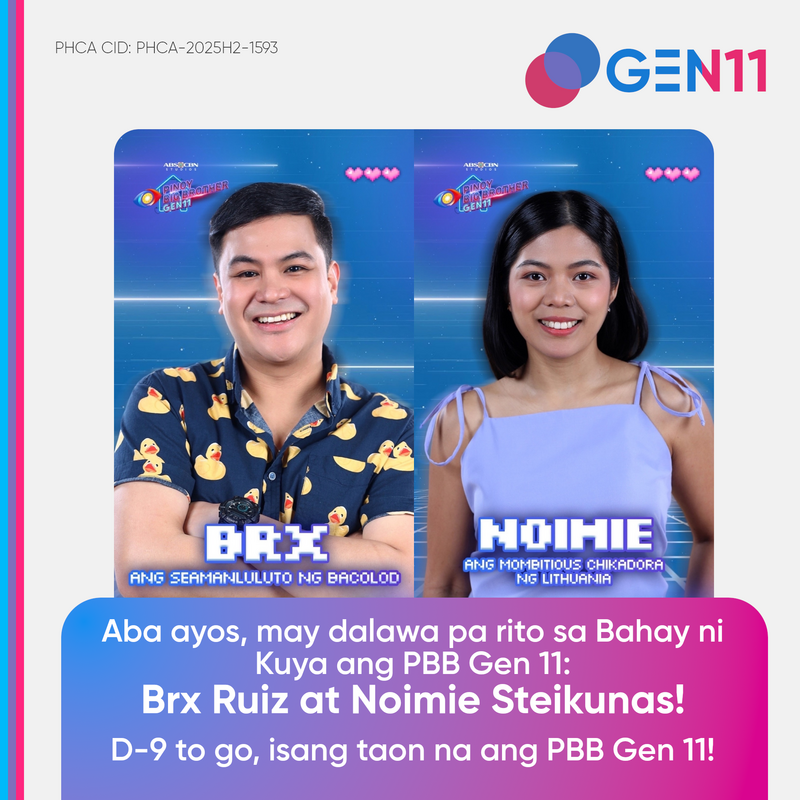 PHCA CID: PHCA-2025H2-1593
GEN11
ABS CBN
STUDIOS
PINOY
BIG BROTHER
GEN11
ABS CBN
STUDIOS
PINOY
BIG BROTHER
GEN11
BRX
ANG SEAMANLULUTO NG BACOLOD
NOIMIE
ANG MOMBITIOUS CHIKADORA
NG LITHUANIA
Aba ayos, may dalawa pa rito sa Bahay ni
Kuya ang PBB Gen 11:
Brx Ruiz at Noimie Steikunas!
D-9 to go, isang taon na ang PBB Gen 11!